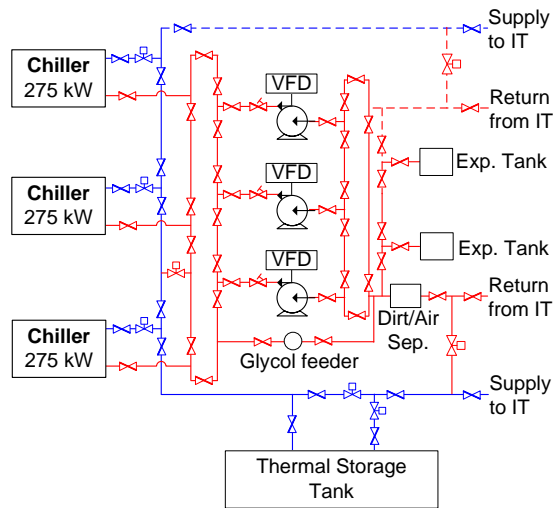 Supply
to IT
Chiller
275 kW
VFD
Return
from IT
Exp. Tank
Chiller
275 kW
VFD
Exp. Tank
VFD
Return
from IT
Dirt/Air
Sep.
Chiller
275 kW
Glycol feeder
Supply
to IT
Thermal Storage
Tank